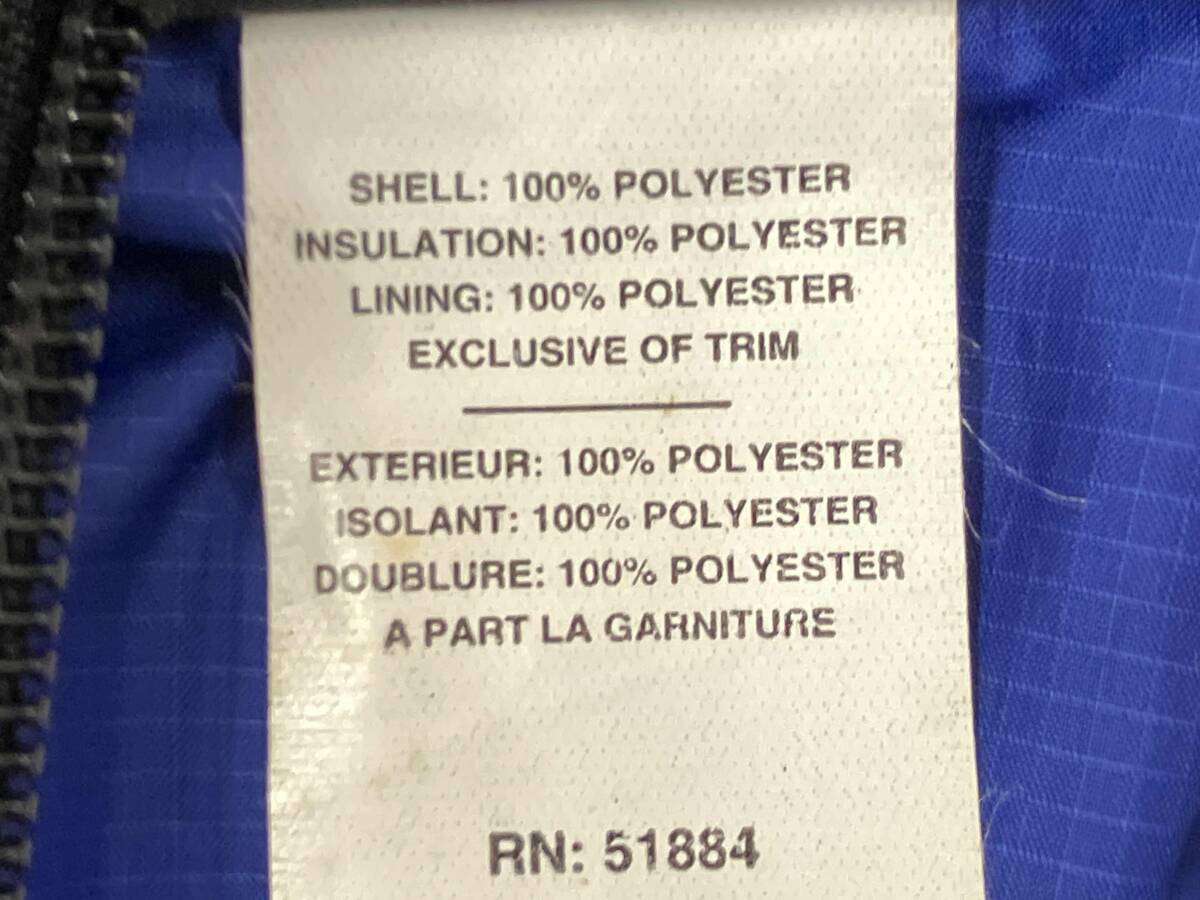 SHELL: 100% POLYESTER
INSULATION: 100% POLYESTER
LINING: 100% POLYESTER
EXCLUSIVE OF TRIM
EXTERIEUR: 100% POLYESTER
ISOLANT: 100% POLYESTER
DOUBLURE: 100% POLYESTER
A PART LA GARNITURE
RN: 51884